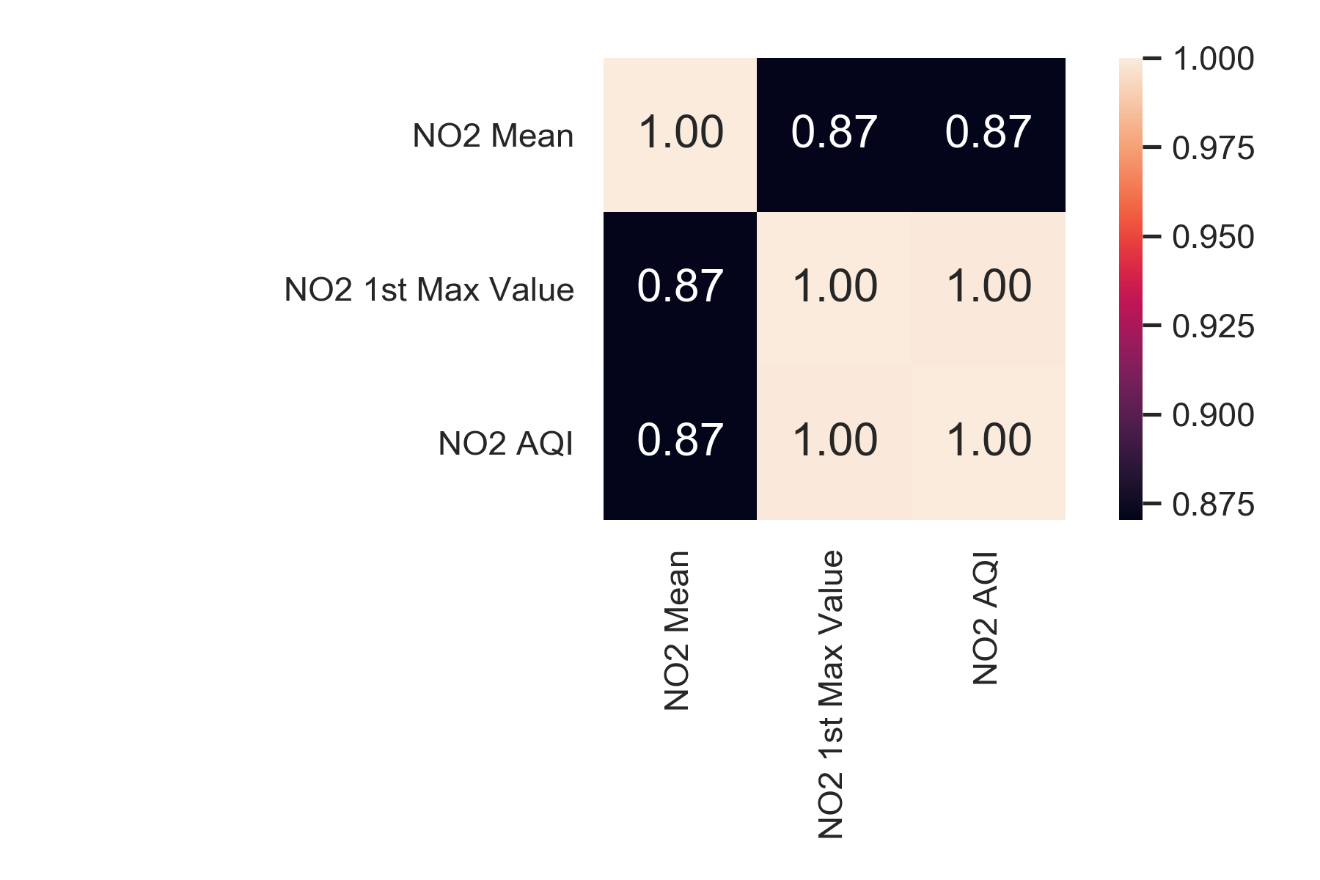 NO2 Mean 1.00 0.87 0.87
NO2 1st Max Value 0.87 1.00 1.00
NO2 AQI 0.87 1.00 1.00
NO2 Mean
NO2 1st Max Value
NO2 AQI
1.000
0.975
0.950
0.925
0.900
0.875